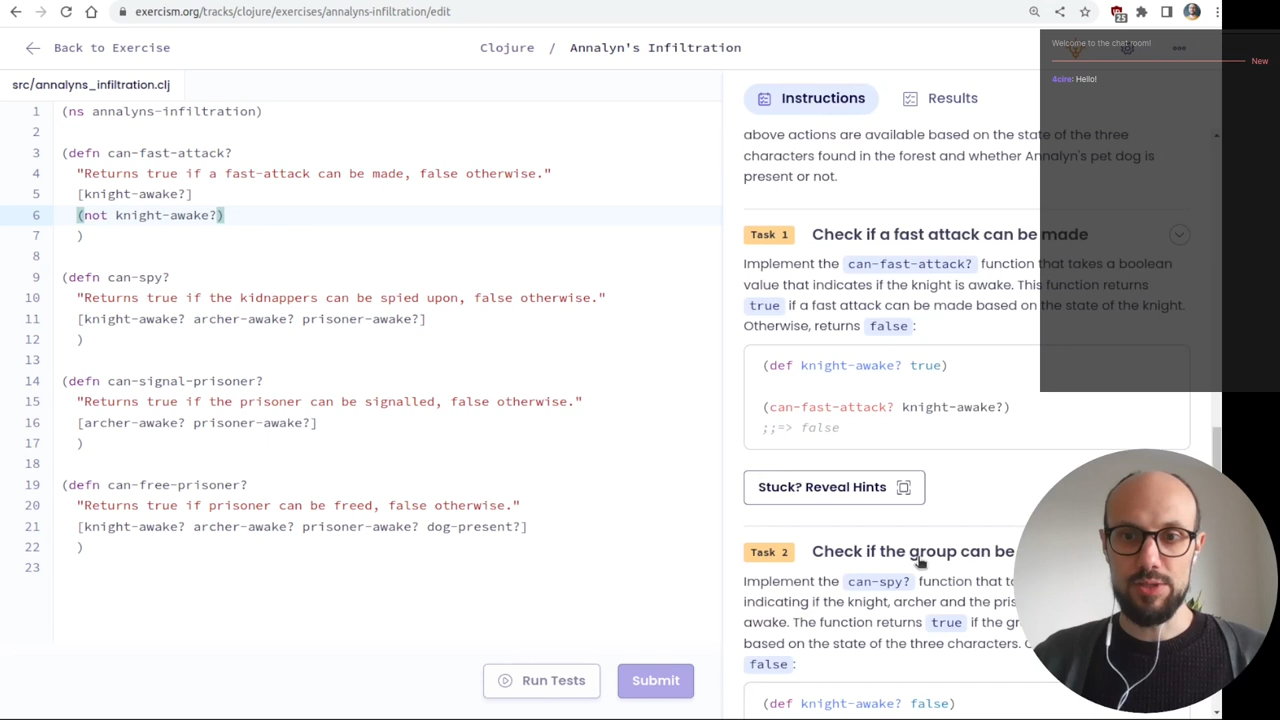 exercism.org/tracks/clojure/exercises/annalyns-infiltration/edit
25
Back to Exercise
Clojure / Annalyn's Infiltration
Welcome to the chat room!
New
4cire: Hello!
src/annalyns_infiltration.clj
1 (ns annalyns-infiltration)
2
3 (defn can-fast-attack?
4 "Returns true if a fast-attack can be made, false otherwise."
5 [knight-awake?]
6 (not knight-awake?)
7 )
8
9 (defn can-spy?
10 "Returns true if the kidnappers can be spied upon, false otherwise."
11 [knight-awake? archer-awake? prisoner-awake?]
12 )
13
14 (defn can-signal-prisoner?
15 "Returns true if the prisoner can be signalled, false otherwise."
16 [archer-awake? prisoner-awake?]
17 )
18
19 (defn can-free-prisoner?
20 "Returns true if prisoner can be freed, false otherwise."
21 [knight-awake? archer-awake? prisoner-awake? dog-present?]
22 )
23
Run Tests
Submit
Instructions
Results
above actions are available based on the state of the three
characters found in the forest and whether Annalyn's pet dog is
present or not.
Task 1 Check if a fast attack can be made
Implement the can-fast-attack? function that takes a boolean
value that indicates if the knight is awake. This function returns
true if a fast attack can be made based on the state of the knight.
Otherwise, returns false :
(def knight-awake? true)
(can-fast-attack? knight-awake?)
;;=> false
Stuck? Reveal Hints
Task 2 Check if the group can be
Implement the can-spy? function that
indicating if the knight, archer and the
awake. The function returns true if the
based on the state of the three characters.
false :
(def knight-awake? false)